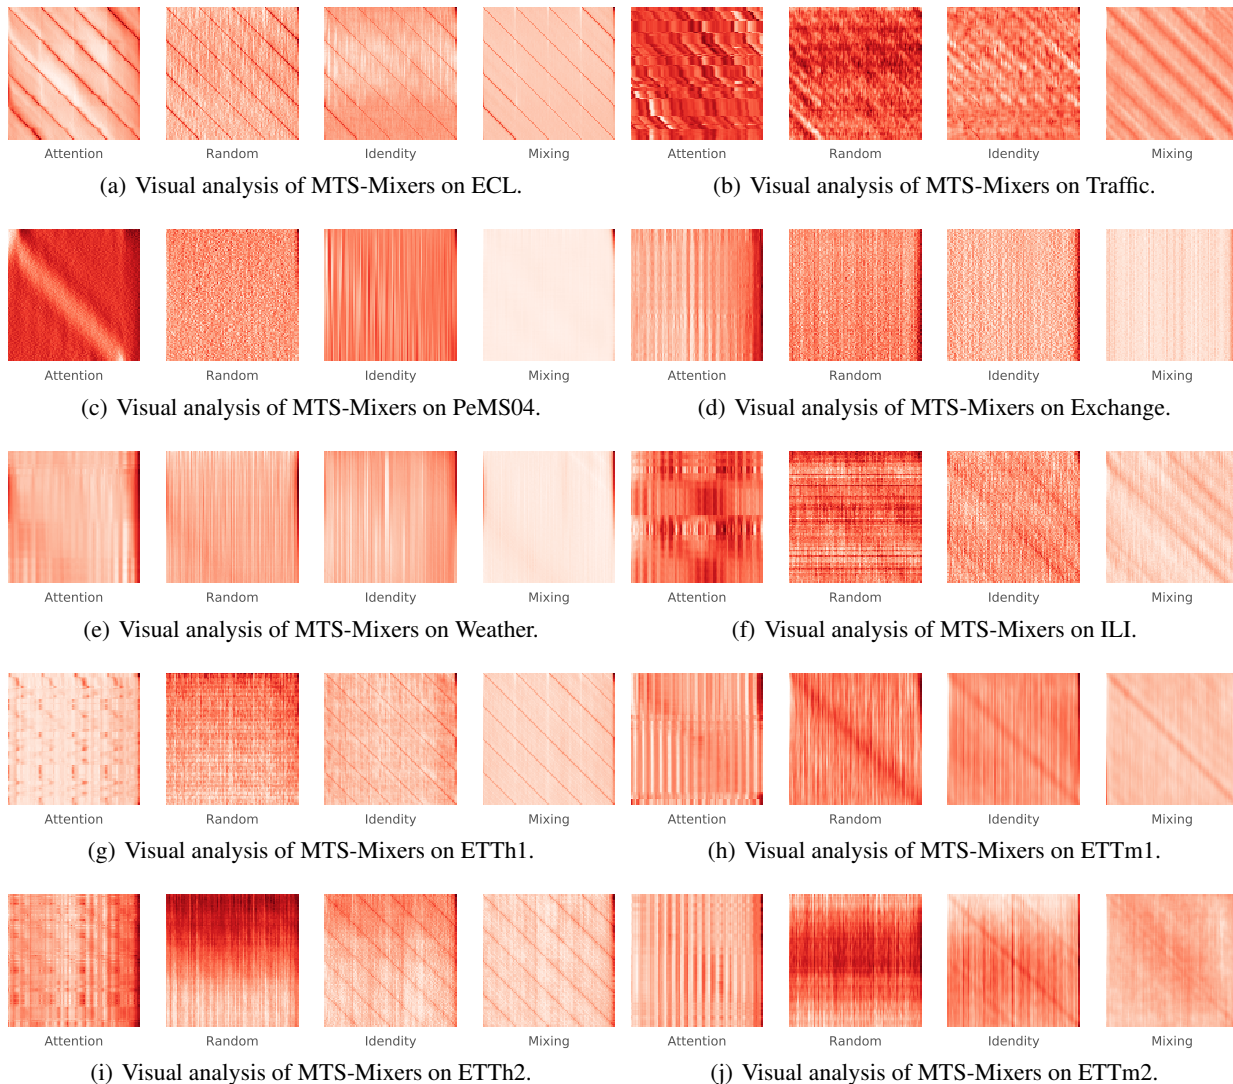 Attention Random Idendity Mixing Attention Random Idendity Mixing
(a) Visual analysis of MTS-Mixers on ECL. (b) Visual analysis of MTS-Mixers on Traffic.
Attention Random Idendity Mixing Attention Random Idendity Mixing
(c) Visual analysis of MTS-Mixers on PeMS04. (d) Visual analysis of MTS-Mixers on Exchange.
Attention Random Idendity Mixing Attention Random Idendity Mixing
(e) Visual analysis of MTS-Mixers on Weather. (f) Visual analysis of MTS-Mixers on ILI.
Attention Random Idendity Mixing Attention Random Idendity Mixing
(g) Visual analysis of MTS-Mixers on ETTh1. (h) Visual analysis of MTS-Mixers on ETTm1.
Attention Random Idendity Mixing Attention Random Idendity Mixing
(i) Visual analysis of MTS-Mixers on ETTh2. (j) Visual analysis of MTS-Mixers on ETTm2.